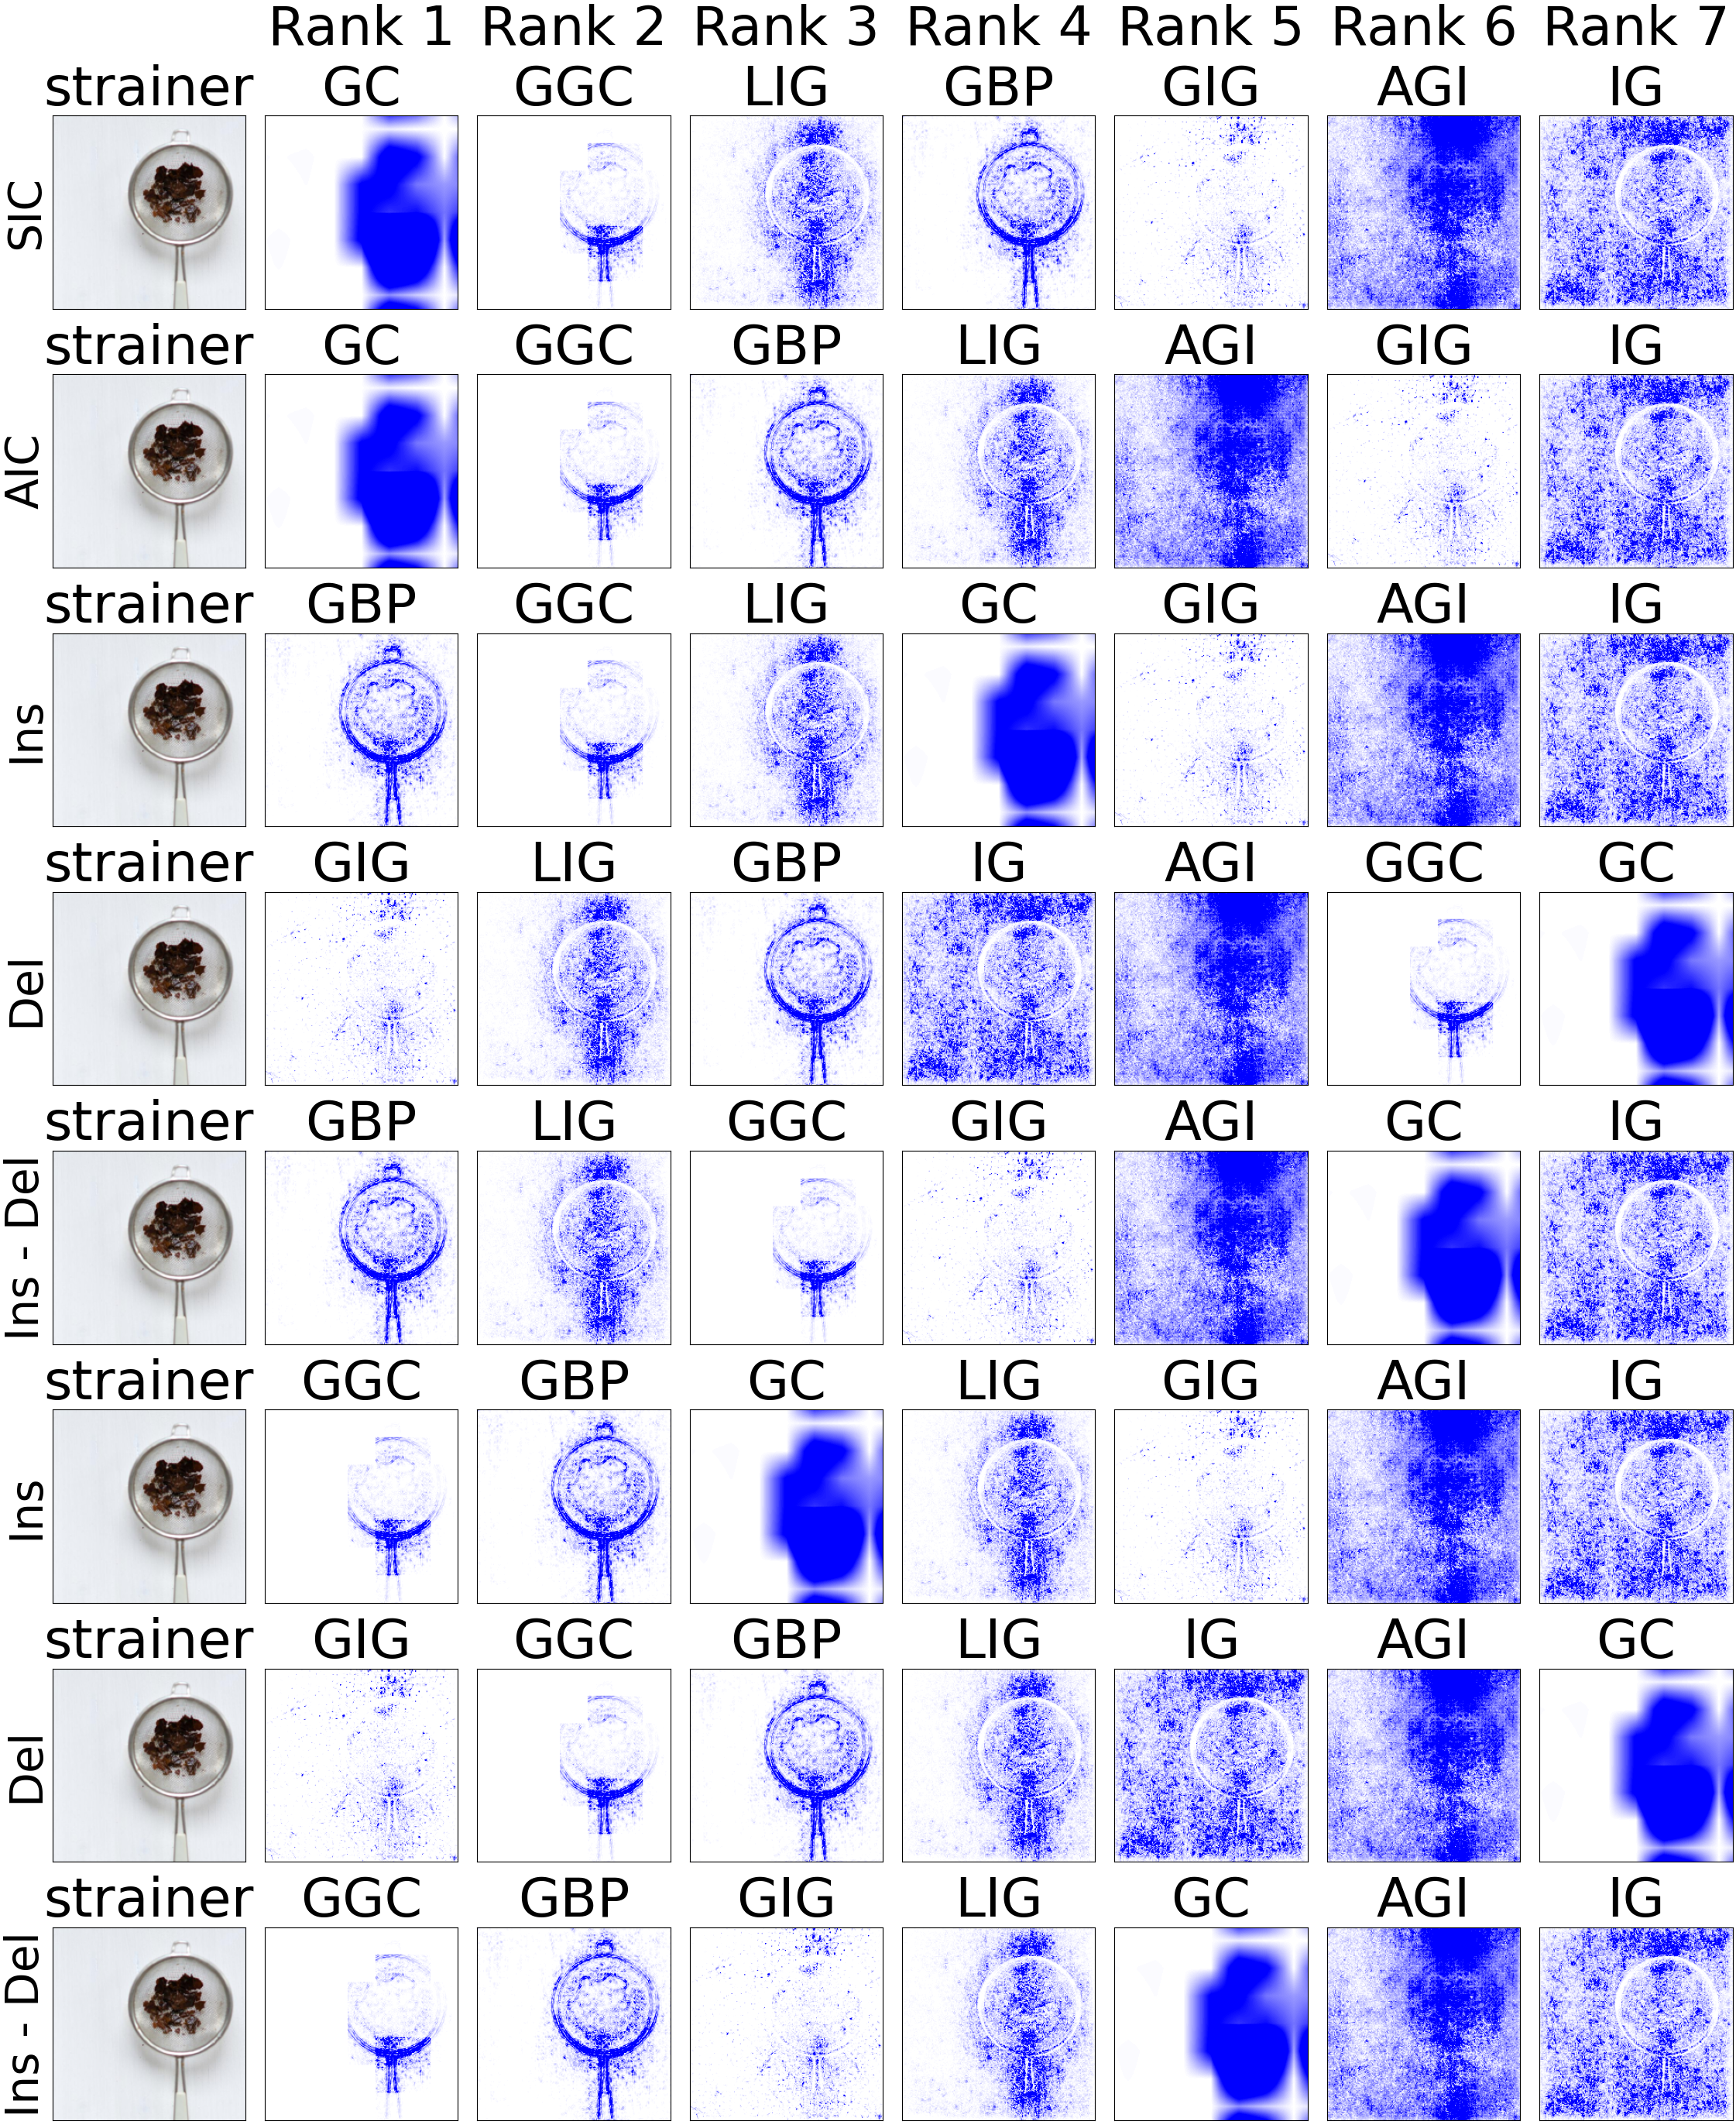 Rank 1 Rank 2 Rank 3 Rank 4 Rank 5 Rank 6 Rank 7
strainer GC GGC LIG GBP GIG AGI IG
SIC
strainer GC GGC GBP LIG AGI GIG IG
AIC
strainer GBP GGC LIG GC GIG AGI IG
Ins
strainer GIG LIG GBP IG AGI GGC GC
Del
strainer GBP LIG GGC GIG AGI GC IG
Ins - Del
strainer GGC GBP GC LIG GIG AGI IG
Ins
strainer GIG GGC GBP LIG IG AGI GC
Del
strainer GGC GBP GIG LIG GC AGI IG
Ins - Del